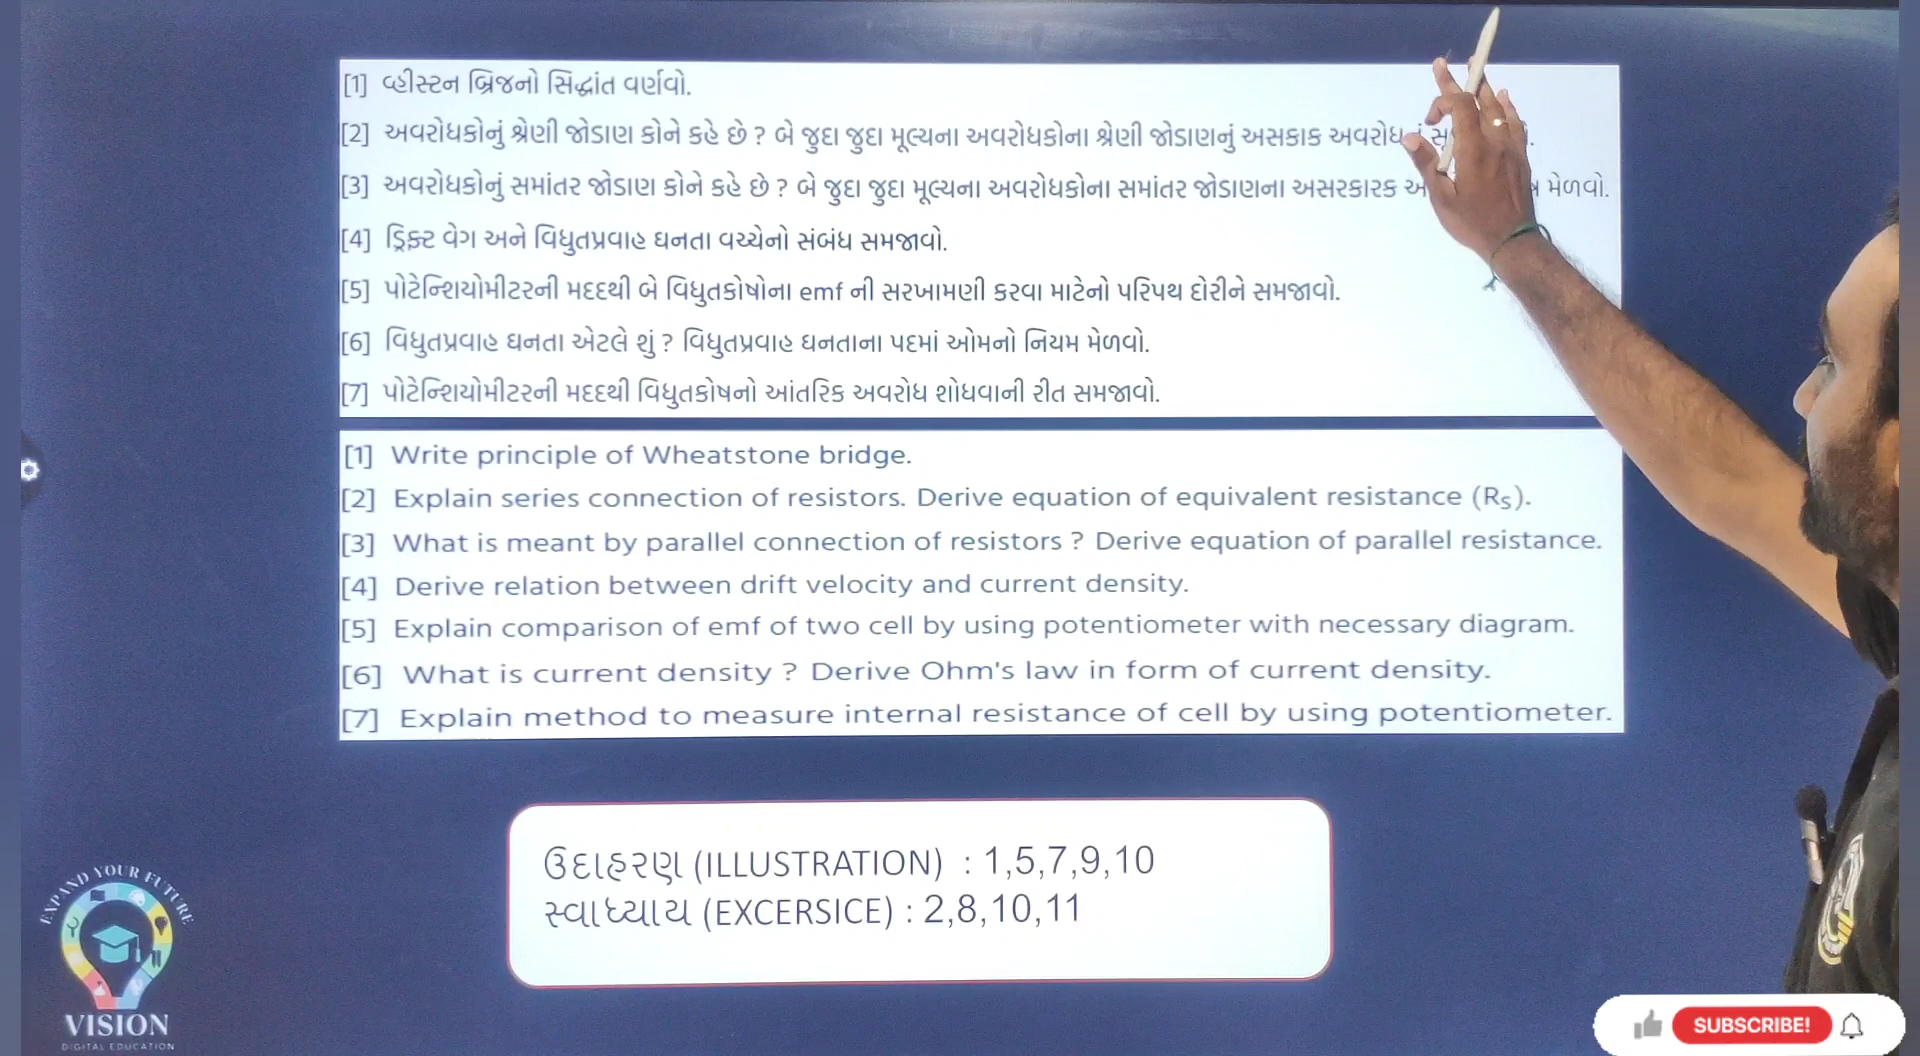 [1] વ્હીસ્ટન બ્રિજનો સિદ્ધાંત વર્ણવો.
[2] અવરોધકોનું શ્રેણી જોડાણ કોને કહે છે ? બે જુદા જુદા મૂલ્યના અવરોધકોના શ્રેણી જોડાણનું અસકાક
[3] અવરોધકોનું સમાંતર જોડાણ કોને કહે છે ? બે જુદા જુદા મૂલ્યના અવરોધકોના સમાંતર જોડાણના અસરકારક મેળવો.
[4] ડ્રિફ્ટ વેગ અને વિધુતપ્રવાહ ઘનતા વચ્ચેનો સંબંધ સમજાવો.
[5] પોટેન્શિયોમીટરની મદદથી બે વિધુતકોષોના emf ની સરખામણી કરવા માટેનો પરિપથ દોરીને સમજાવો.
[6] વિધુતપ્રવાહ ઘનતા એટલે શું ? વિધુતપ્રવાહ ઘનતાના પદમાં ઓમનો નિયમ મેળવો.
[7] પોટેન્શિયોમીટરની મદદથી વિધુતકોષનો આંતરિક અવરોધ શોધવાની રીત સમજાવો.
[1] Write principle of Wheatstone bridge.
[2] Explain series connection of resistors. Derive equation of equivalent resistance (R<sub>S</sub>).
[3] What is meant by parallel connection of resistors ? Derive equation of parallel resistance.
[4] Derive relation between drift velocity and current density.
[5] Explain comparison of emf of two cell by using potentiometer with necessary diagram.
[6] What is current density ? Derive Ohm's law in form of current density.
[7] Explain method to measure internal resistance of cell by using potentiometer.
ઉદાહરણ (ILLUSTRATION) : 1,5,7,9,10
સ્વાધ્યાય (EXCERSICE) : 2,8,10,11
EXPAND YOUR FUTURE
VISION
DIGITAL EDUCATION
SUBSCRIBE!